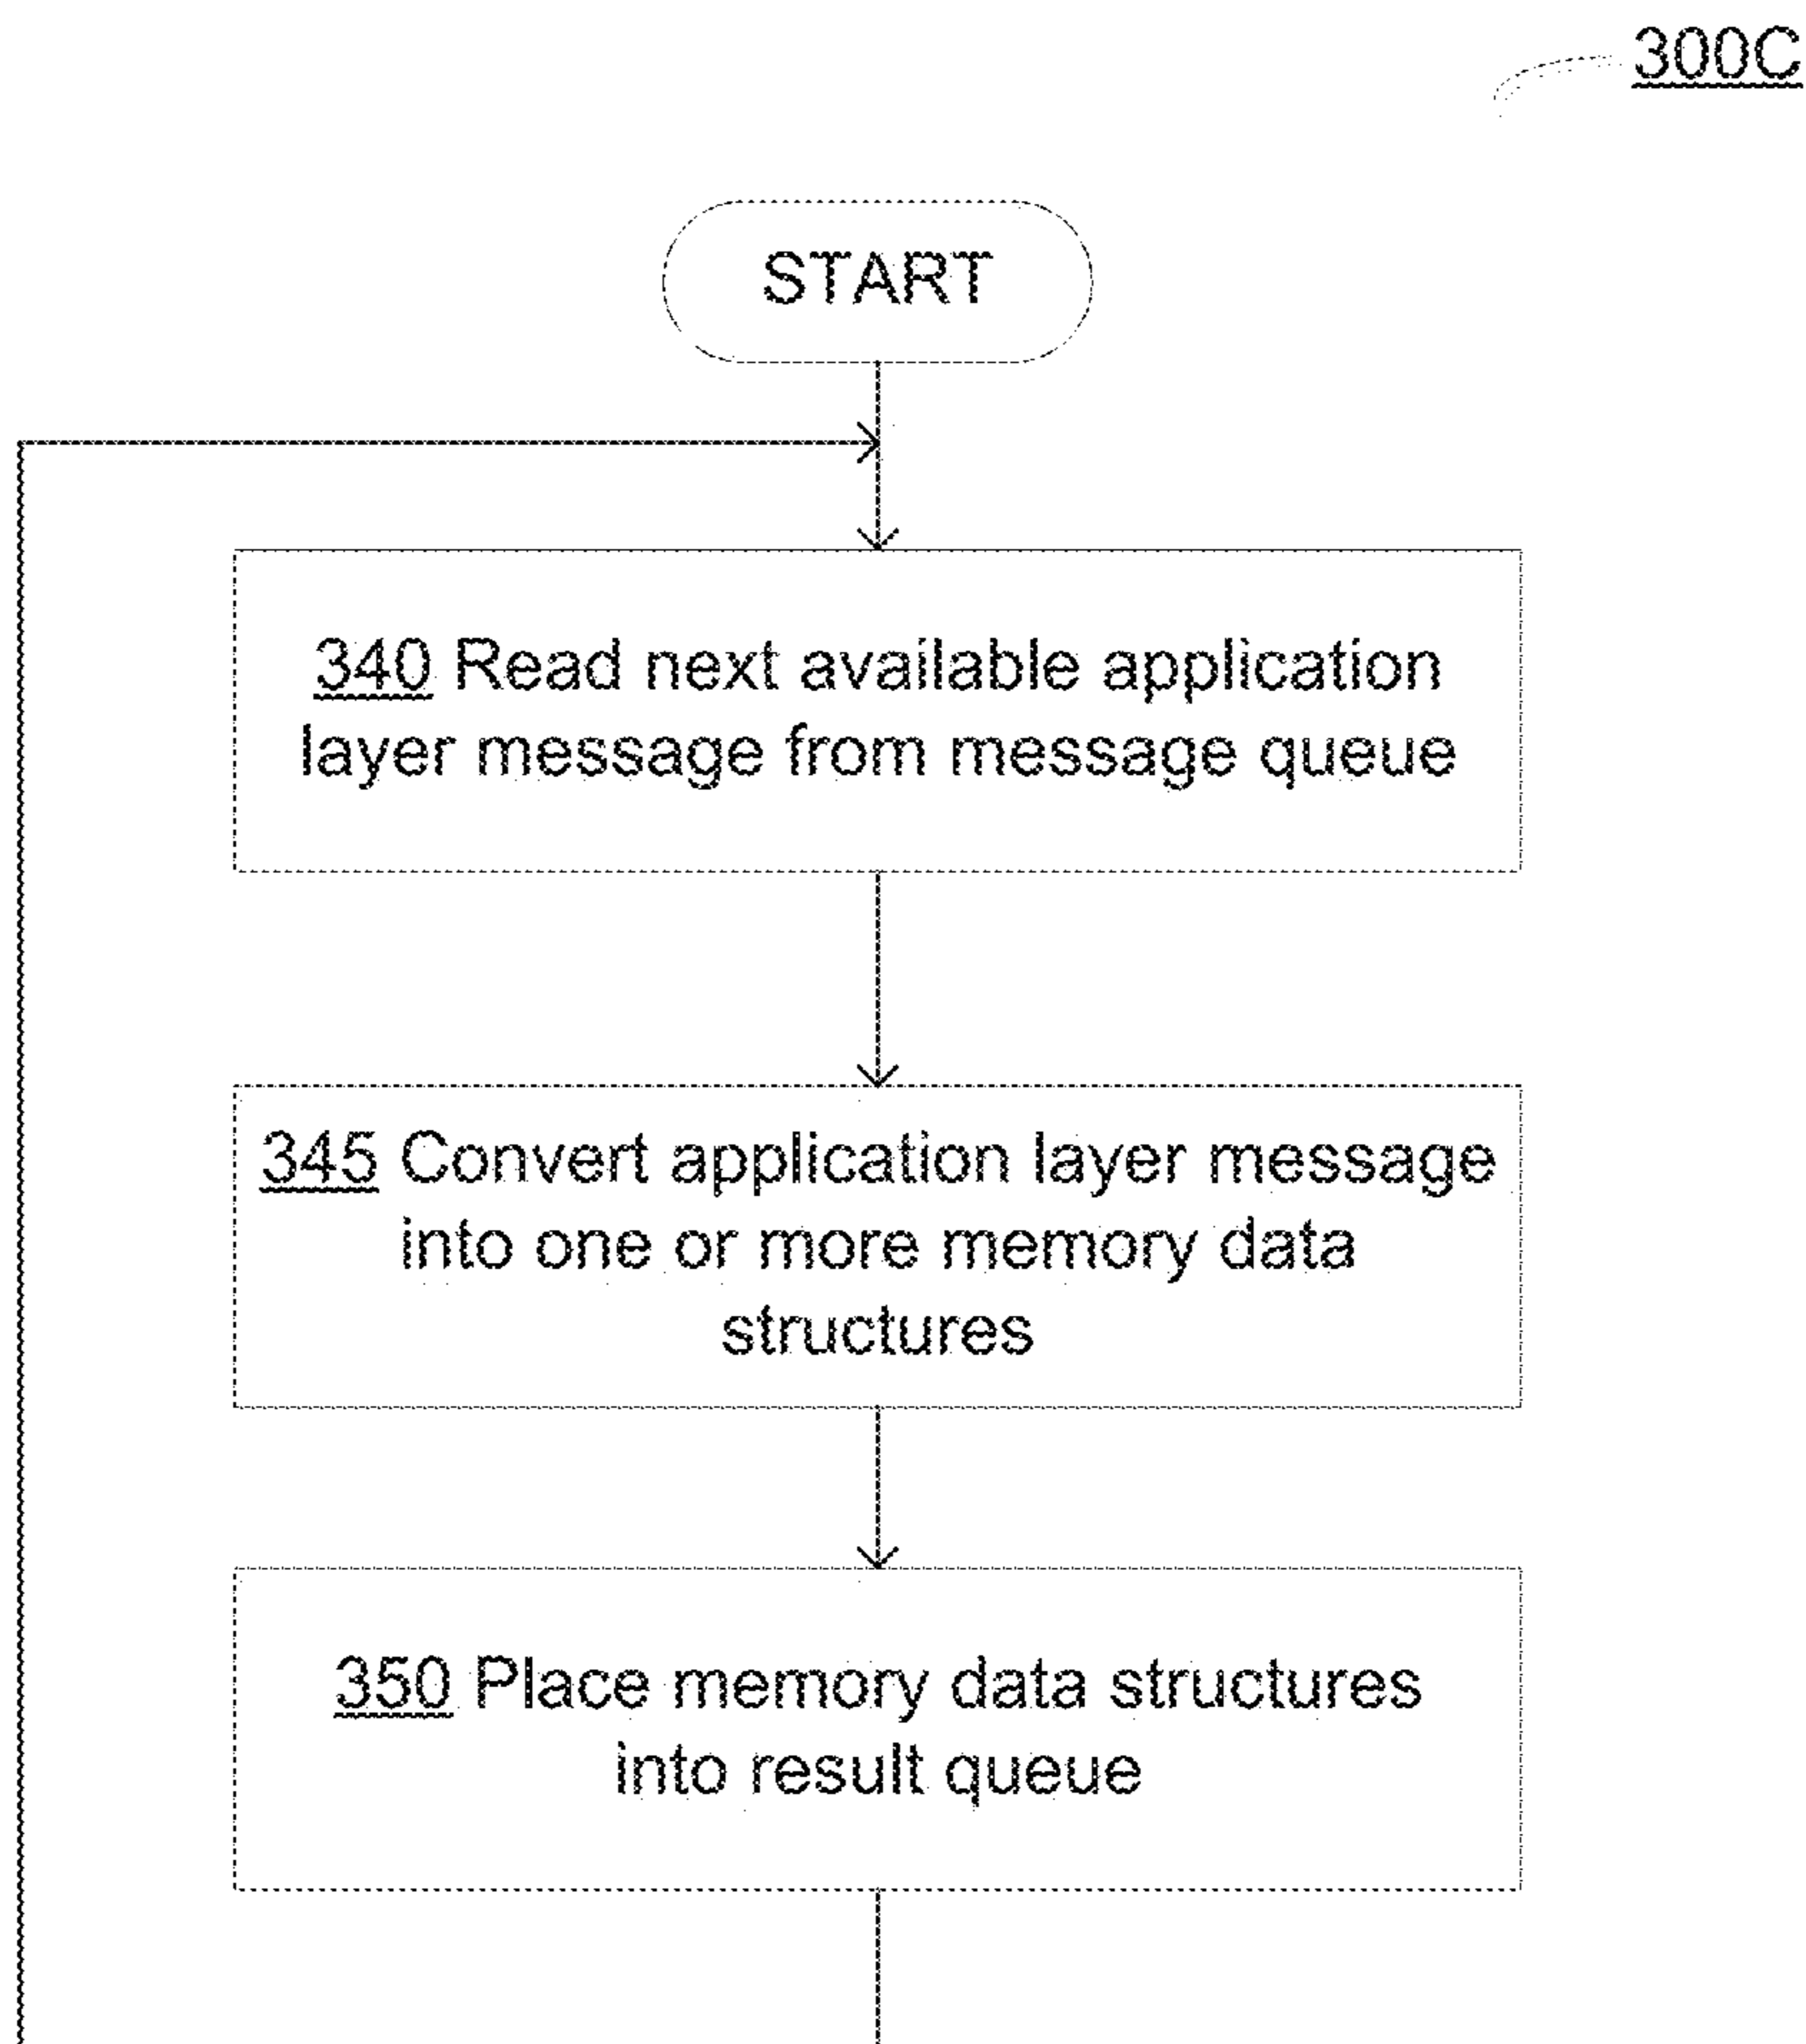 300C
START
340 Read next available application
layer message from message queue
345 Convert application layer message
into one or more memory data
structures
350 Place memory data structures
into result queue